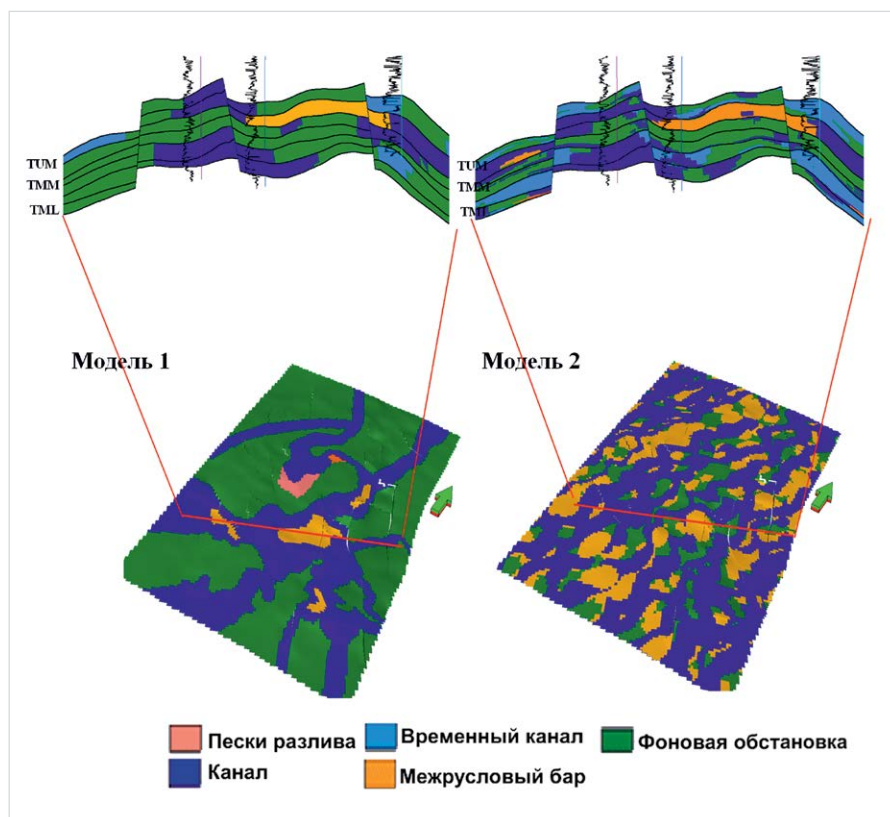 TUM
TMM
TML
TUM
TMM
TML
Модель 1
Модель 2
Пески разлива
Временный канал
Фоновая обстановка
Канал
Межрусловый бар